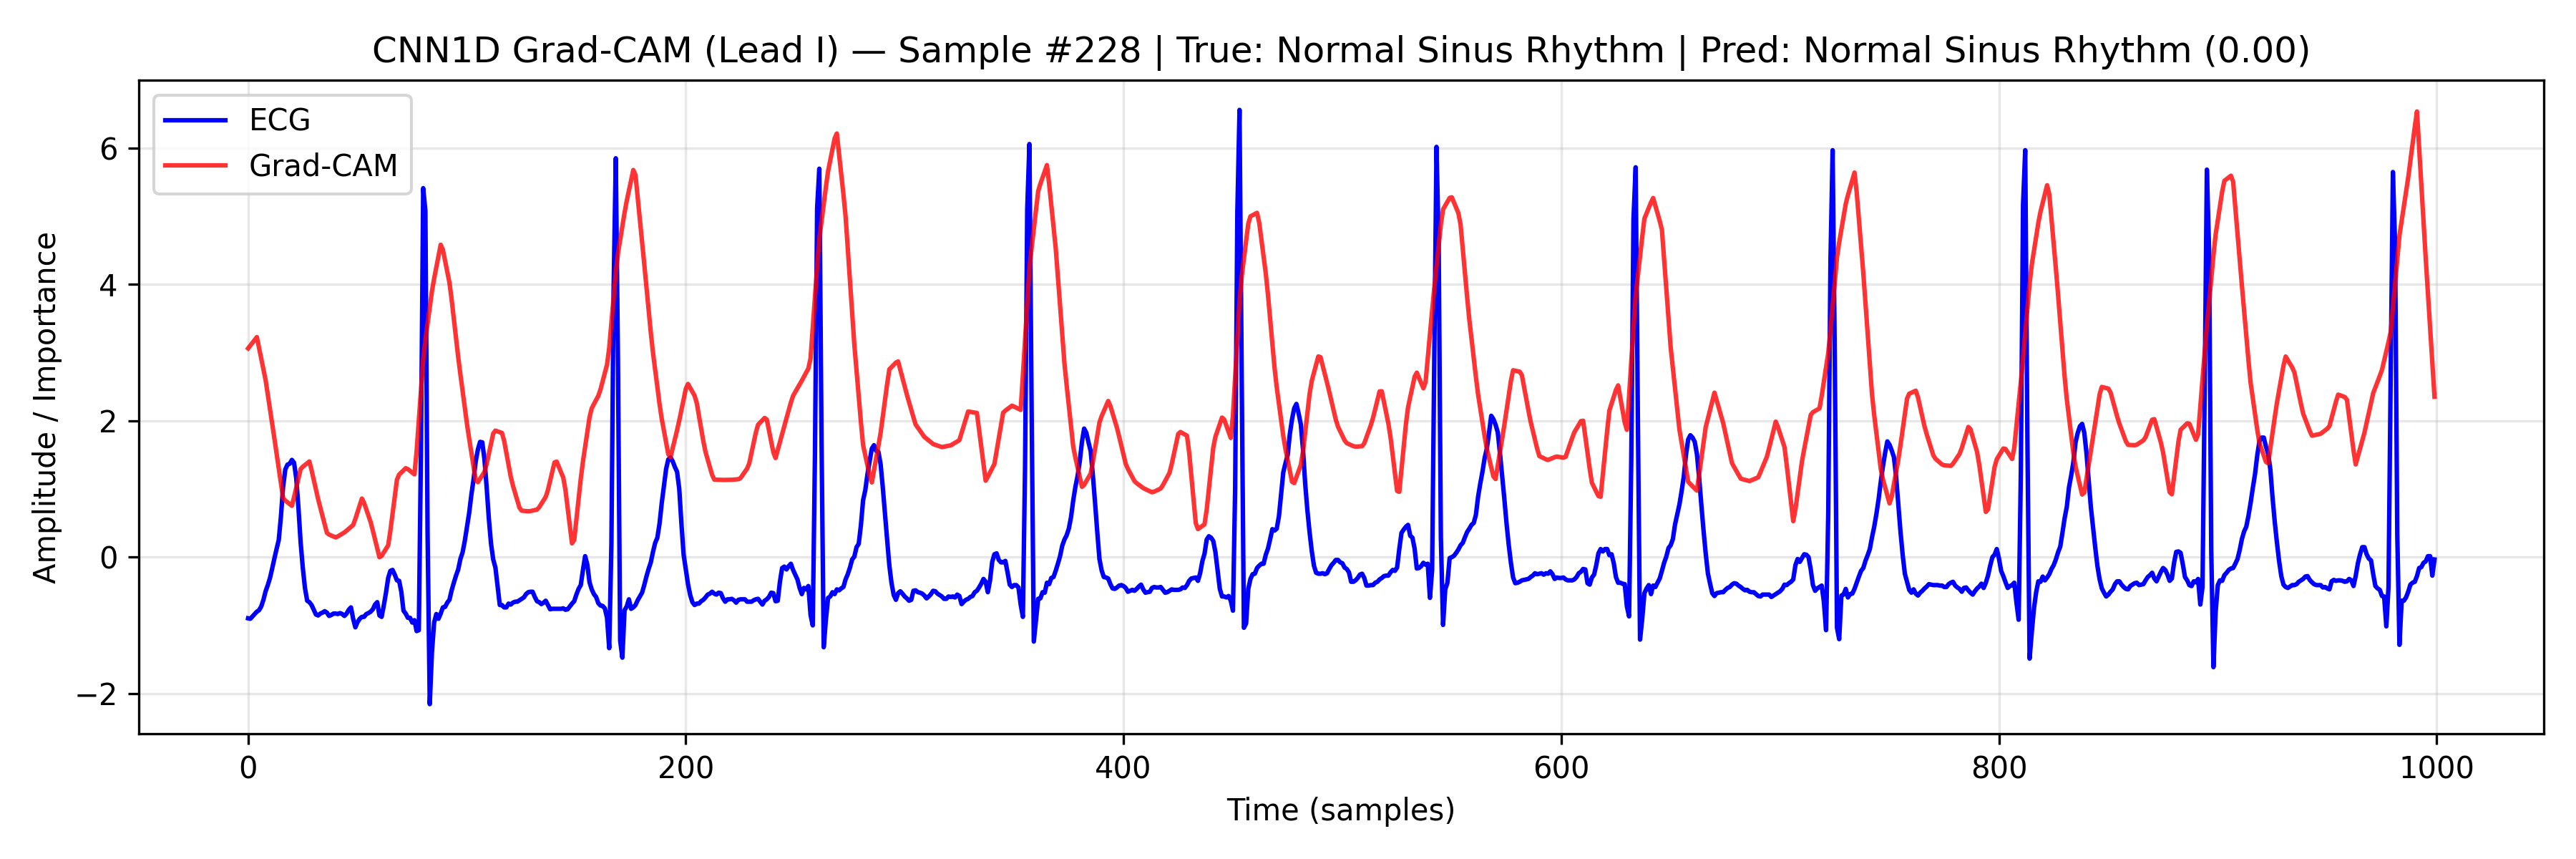 CNN1D Grad-CAM (Lead I) — Sample #228 | True: Normal Sinus Rhythm | Pred: Normal Sinus Rhythm (0.00)
ECG
Grad-CAM
Amplitude / Importance
6
4
2
0
−2
0 200 400 600 800 1000
Time (samples)